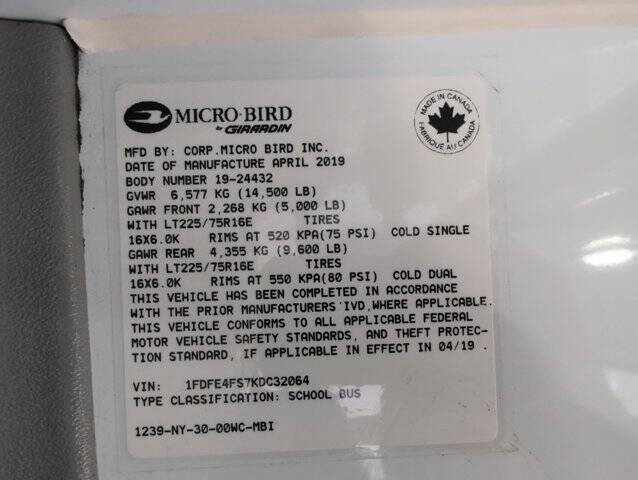 MICRO-BIRD
by GIRARDIN
MADE IN CANADA
FABRIQUÉ AU CANADA
MFD BY: CORP.MICRO BIRD INC.
DATE OF MANUFACTURE APRIL 2019
BODY NUMBER 19-24432
GVWR 6,577 KG (14,500 LB)
GAWR FRONT 2,268 KG (5,000 LB)
WITH LT225/75R16E TIRES
16X6.0K RIMS AT 520 KPA(75 PSI) COLD SINGLE
GAWR REAR 4,355 KG (9,600 LB)
WITH LT225/75R16E TIRES
16X6.0K RIMS AT 550 KPA(80 PSI) COLD DUAL
THIS VEHICLE HAS BEEN COMPLETED IN ACCORDANCE
WITH THE PRIOR MANUFACTURERS'IVD,WHERE APPLICABLE.
THIS VEHICLE CONFORMS TO ALL APPLICABLE FEDERAL
MOTOR VEHICLE SAFETY STANDARDS, AND THEFT PROTEC-
TION STANDARD, IF APPLICABLE IN EFFECT IN 04/19 .
VIN: 1FDFE4FS7KDC32064
TYPE CLASSIFICATION: SCHOOL BUS
1239-NY-30-00WC-MBI